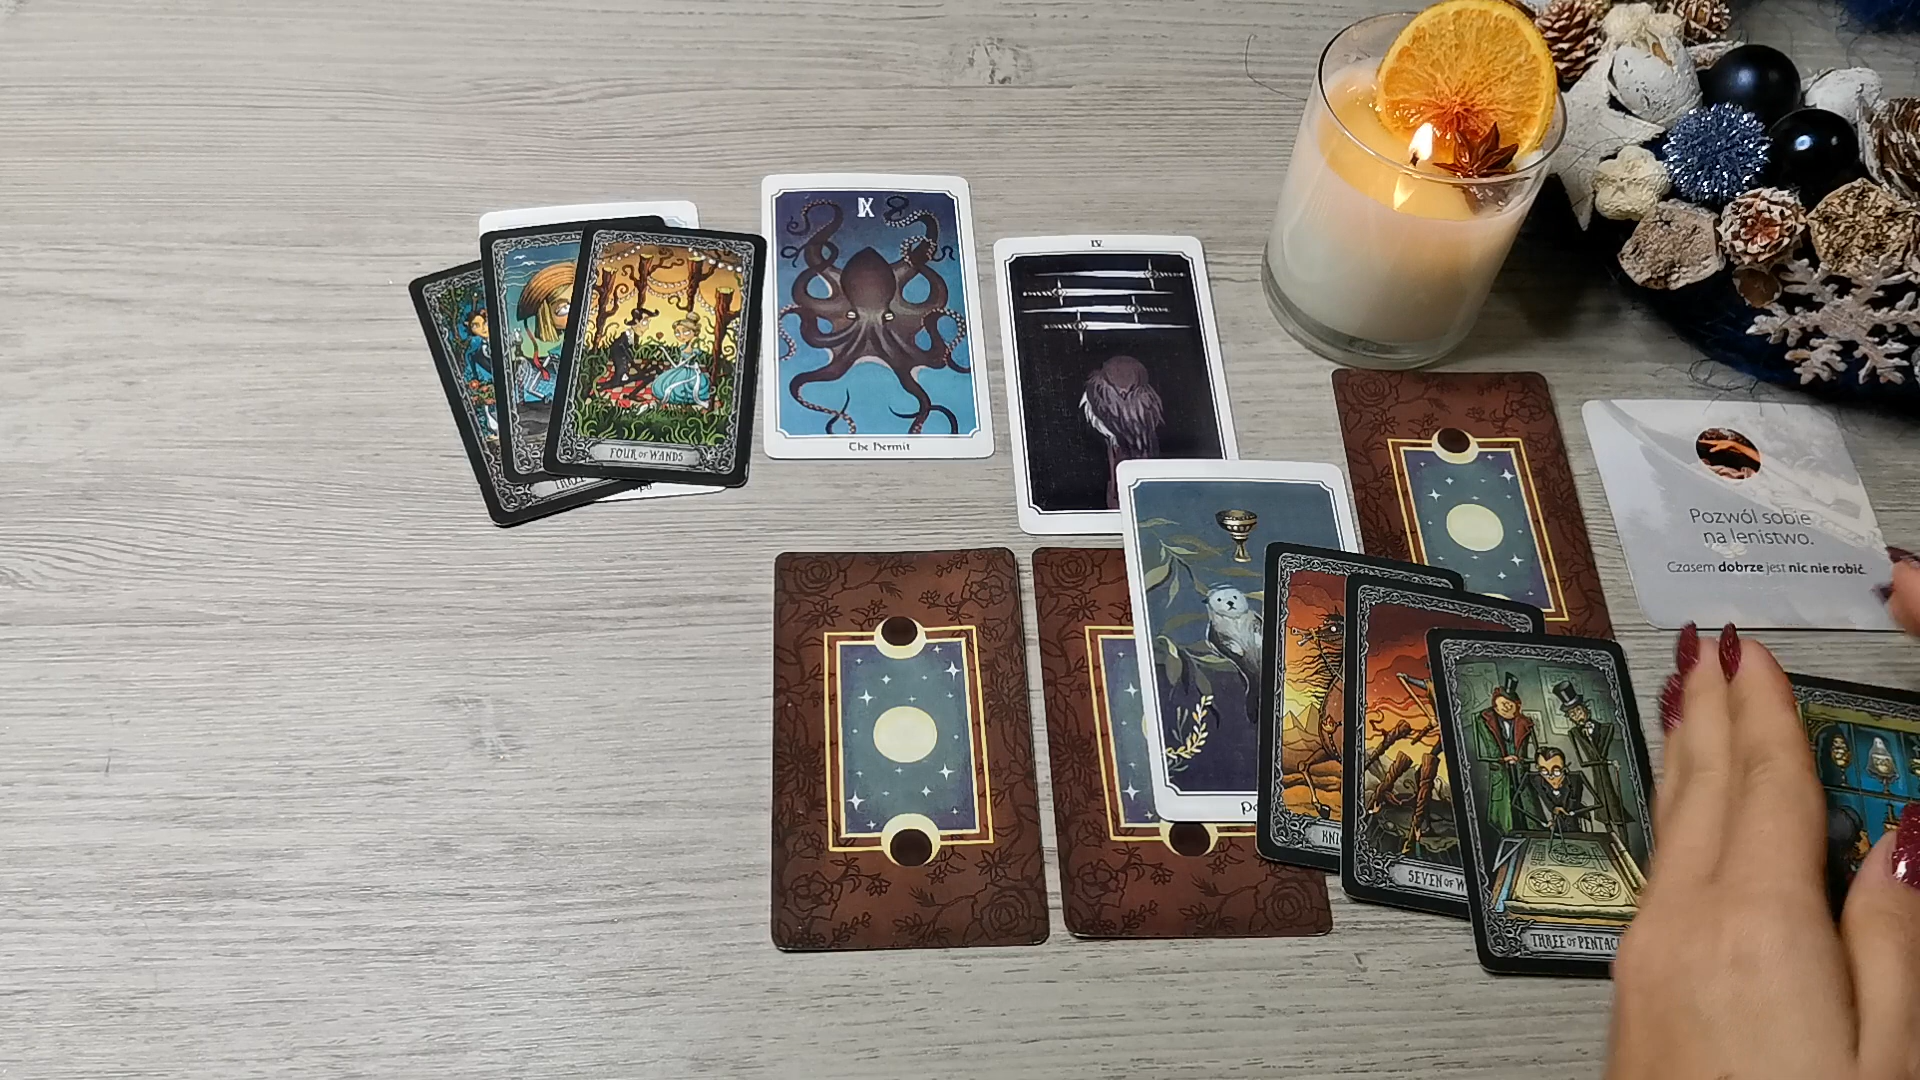 IX
The Hermit
IV.
FOUR OF WANDS
Pozwól sobie
na lenistwo.
Czasem dobrze jest nic nie robić.
SEVEN OF W
THREE OF PENTAC